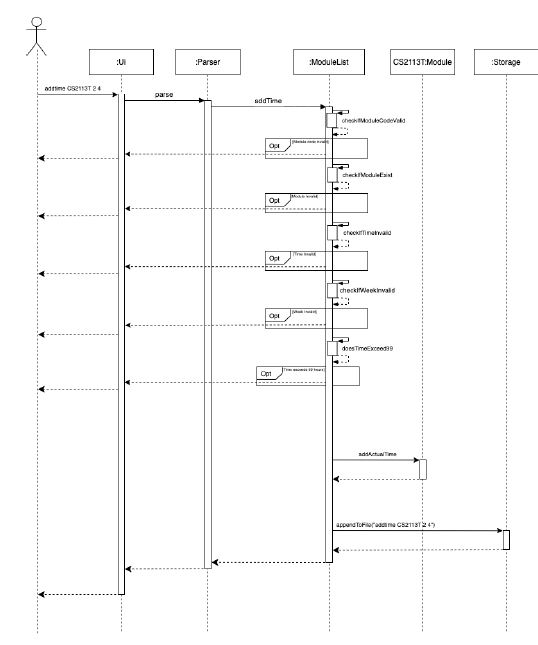 :Ui
:Parser
:ModuleList
CS2113T:Module
:Storage
addtime CS2113T 2 4
parse
addTime
checkIfModuleCodeValid
Opt
[Module code invalid]
checkIfModuleExist
Opt
[Module invalid]
checkIfTimeInvalid
Opt
[Time invalid]
checkIfWeekInvalid
Opt
[Week invalid]
doesTimeExceed99
Opt
[Time exceeds 99 hours]
addActualTime
appendToFile("addtime CS2113T 2 4")